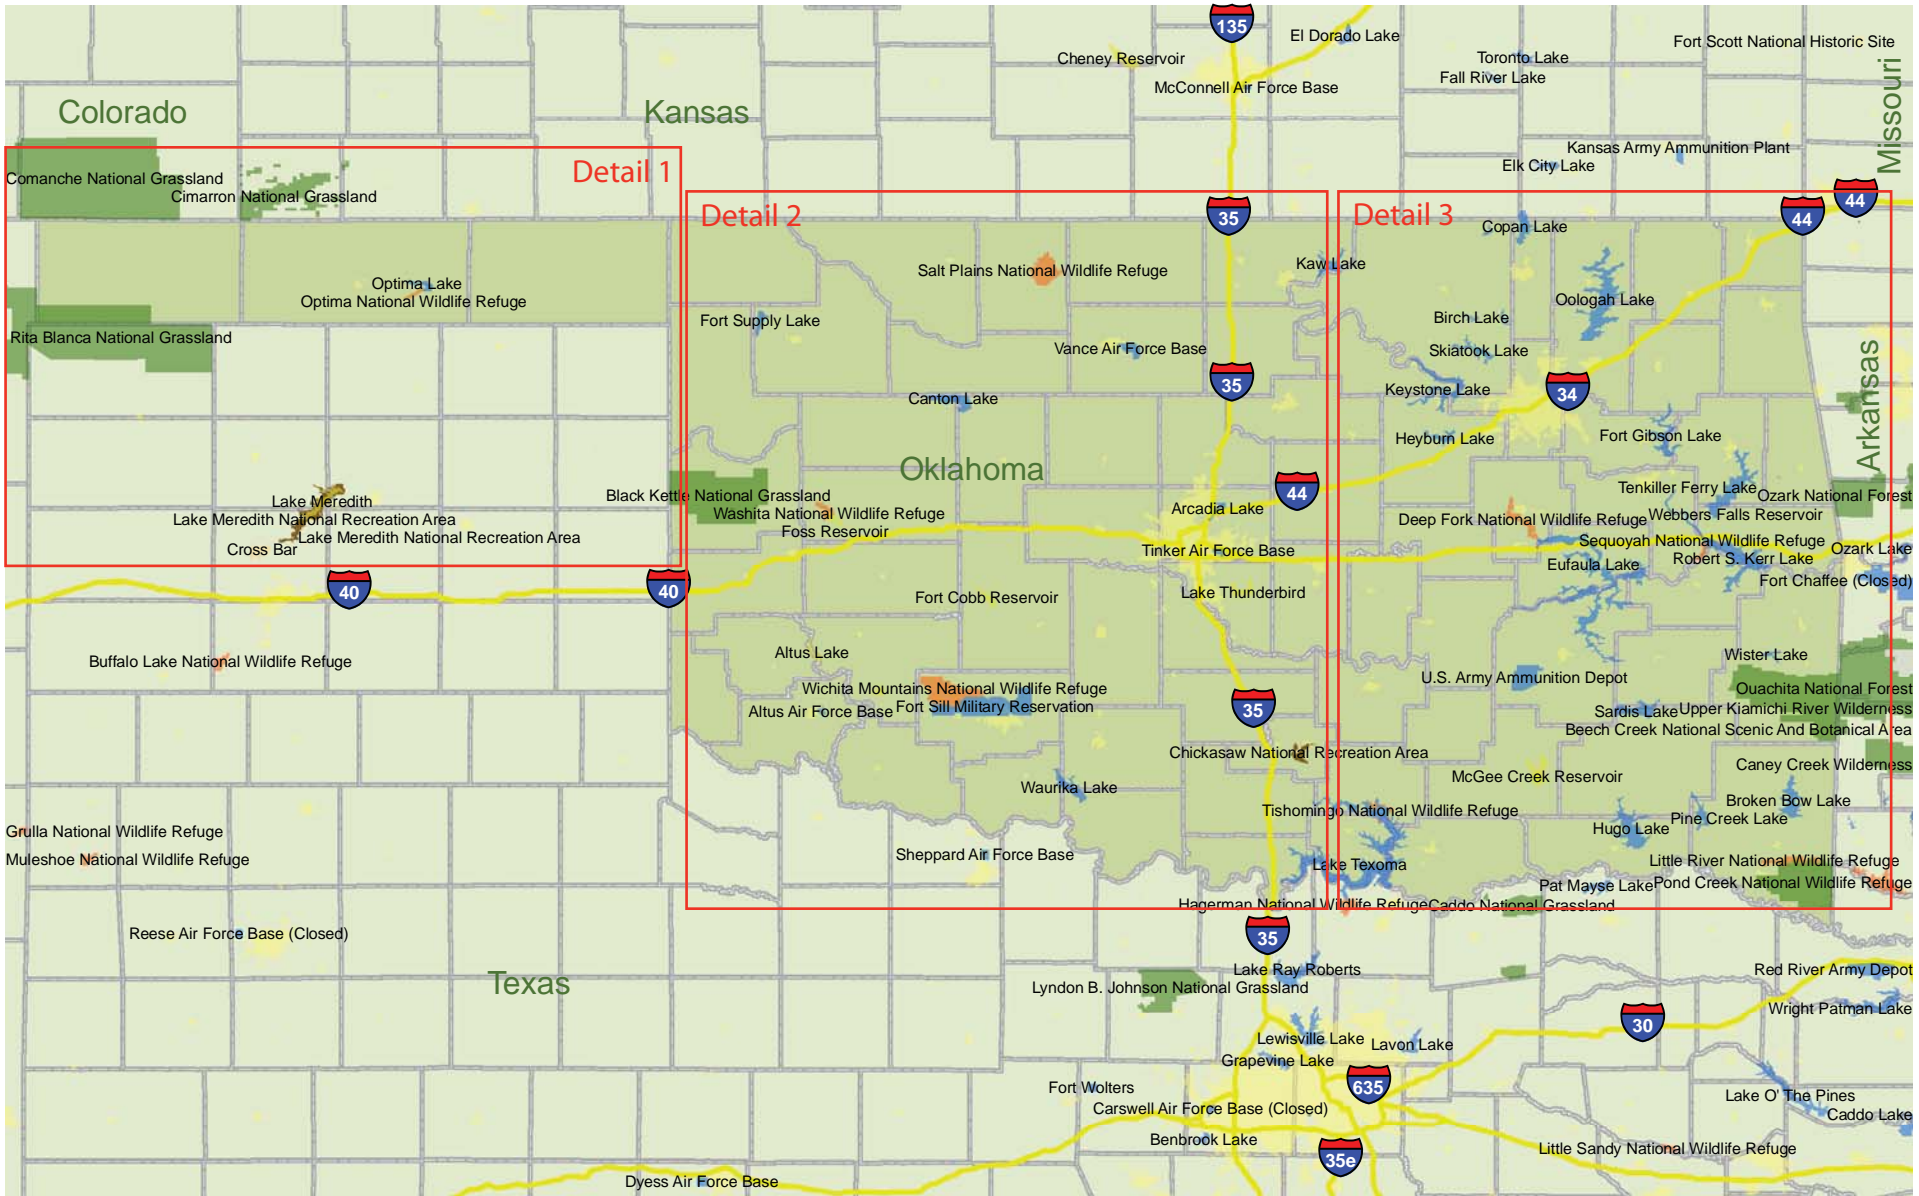 135
El Dorado Lake
Cheney Reservoir
Toronto Lake
Fort Scott National Historic Site
Fall River Lake
McConnell Air Force Base
Colorado
Kansas
Missouri
Kansas Army Ammunition Plant
Elk City Lake
Detail 1
Comanche National Grassland
Cimarron National Grassland
44
44
35
Detail 2
Detail 3
Copan Lake
Kaw Lake
Salt Plains National Wildlife Refuge
Optima Lake
Optima National Wildlife Refuge
Oologah Lake
Fort Supply Lake
Birch Lake
Rita Blanca National Grassland
Vance Air Force Base
Skiatook Lake
35
Keystone Lake
34
Arkansas
Canton Lake
Heyburn Lake
Fort Gibson Lake
Oklahoma
Black Kettle National Grassland
44
Tenkiller Ferry Lake
Ozark National Forest
Lake Meredith
Washita National Wildlife Refuge
Arcadia Lake
Webbers Falls Reservoir
Lake Meredith National Recreation Area
Deep Fork National Wildlife Refuge
Foss Reservoir
Lake Meredith National Recreation Area
Sequoyah National Wildlife Refuge
Cross Bar
Tinker Air Force Base
Ozark Lake
Robert S. Kerr Lake
Eufaula Lake
Fort Chaffee (Closed)
40
40
Fort Cobb Reservoir
Lake Thunderbird
Buffalo Lake National Wildlife Refuge
Altus Lake
Wister Lake
U.S. Army Ammunition Depot
Wichita Mountains National Wildlife Refuge
Ouachita National Forest
Fort Sill Military Reservation
Altus Air Force Base
35
Sardis Lake
Upper Kiamichi River Wilderness
Beech Creek National Scenic And Botanical Area
Chickasaw National Recreation Area
Caney Creek Wilderness
McGee Creek Reservoir
Waurika Lake
Broken Bow Lake
Tishomingo National Wildlife Refuge
Pine Creek Lake
Hugo Lake
Grulla National Wildlife Refuge
Muleshoe National Wildlife Refuge
Sheppard Air Force Base
Lake Texoma
Little River National Wildlife Refuge
Pat Mayse Lake
Pond Creek National Wildlife Refuge
Hagerman National Wildlife Refuge
Caddo National Grassland
Reese Air Force Base (Closed)
35
Texas
Lake Ray Roberts
Red River Army Depot
Lyndon B. Johnson National Grassland
Wright Patman Lake
30
Lewisville Lake
Lavon Lake
Grapevine Lake
Fort Wolters
635
Lake O' The Pines
Carswell Air Force Base (Closed)
Caddo Lake
Benbrook Lake
Little Sandy National Wildlife Refuge
35e
Dyess Air Force Base